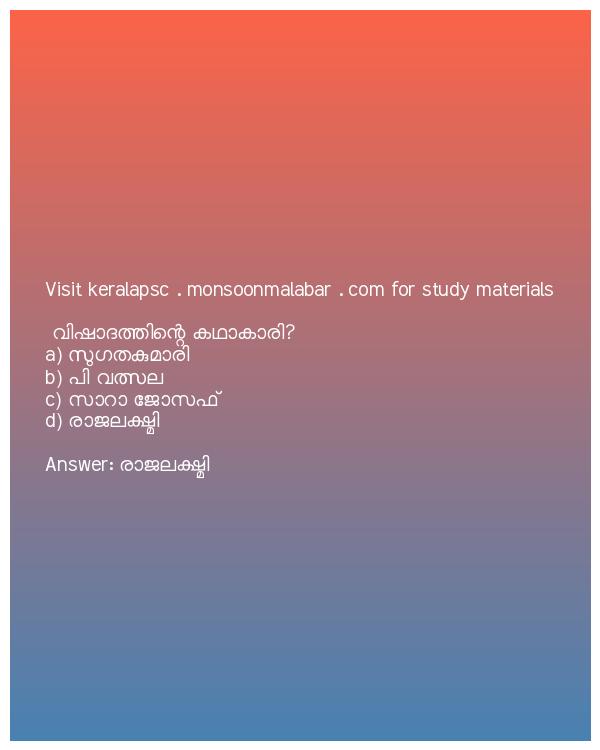 Visit keralapsc . monsoonmalabar . com for study materials
വിഷാദത്തിന്റെ കഥാകാരി?
a) സുഗതകുമാരി
b) പി വത്സല
c) സാറാ ജോസഫ്
d) രാജലക്ഷ്മി
Answer: രാജലക്ഷ്മി